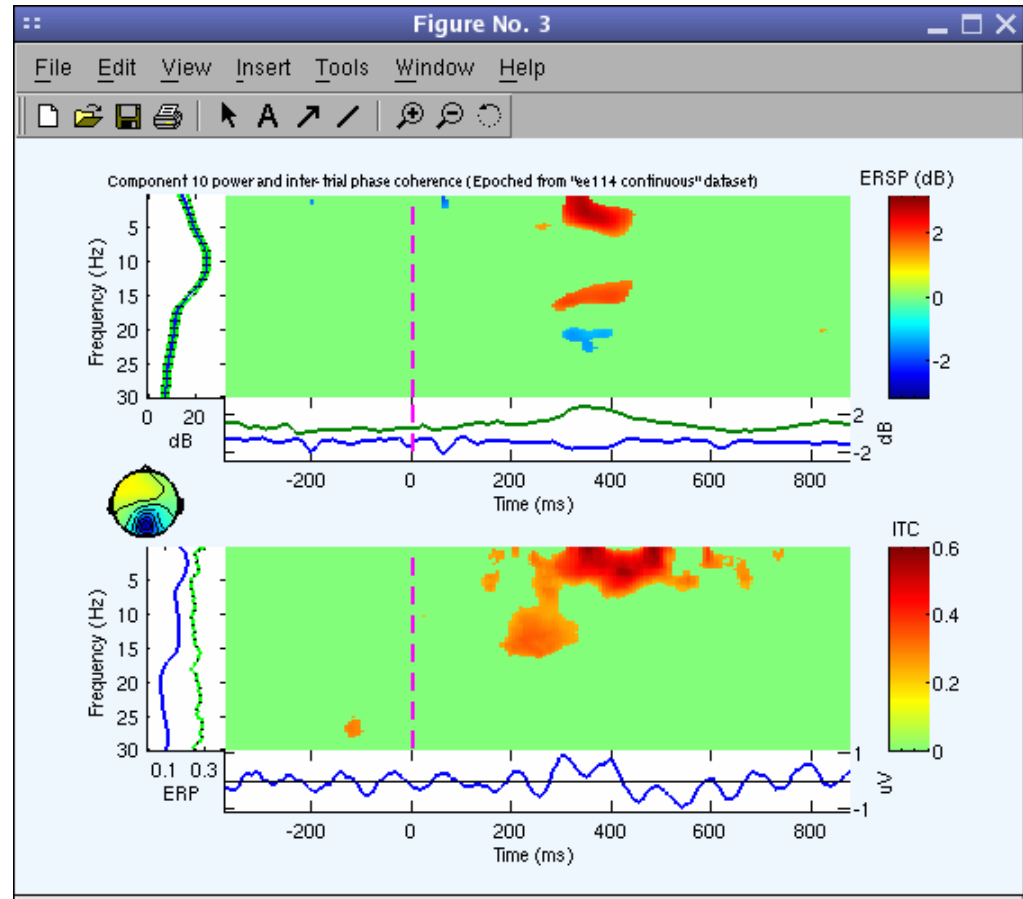 Figure No. 3
File Edit View Insert Tools Window Help
Component 10 power and inter-trial phase coherence (Epoched from "ee114 continuous" dataset)
ERSP (dB)
Frequency (Hz)
5
10
15
20
25
30
0 20
dB
2
0
-2
2
-2
dB
-200 0 200 400 600 800
Time (ms)
ITC
Frequency (Hz)
5
10
15
20
25
30
0.1 0.3
ERP
0.6
0.4
0.2
0
1
-1
uV
-200 0 200 400 600 800
Time (ms)